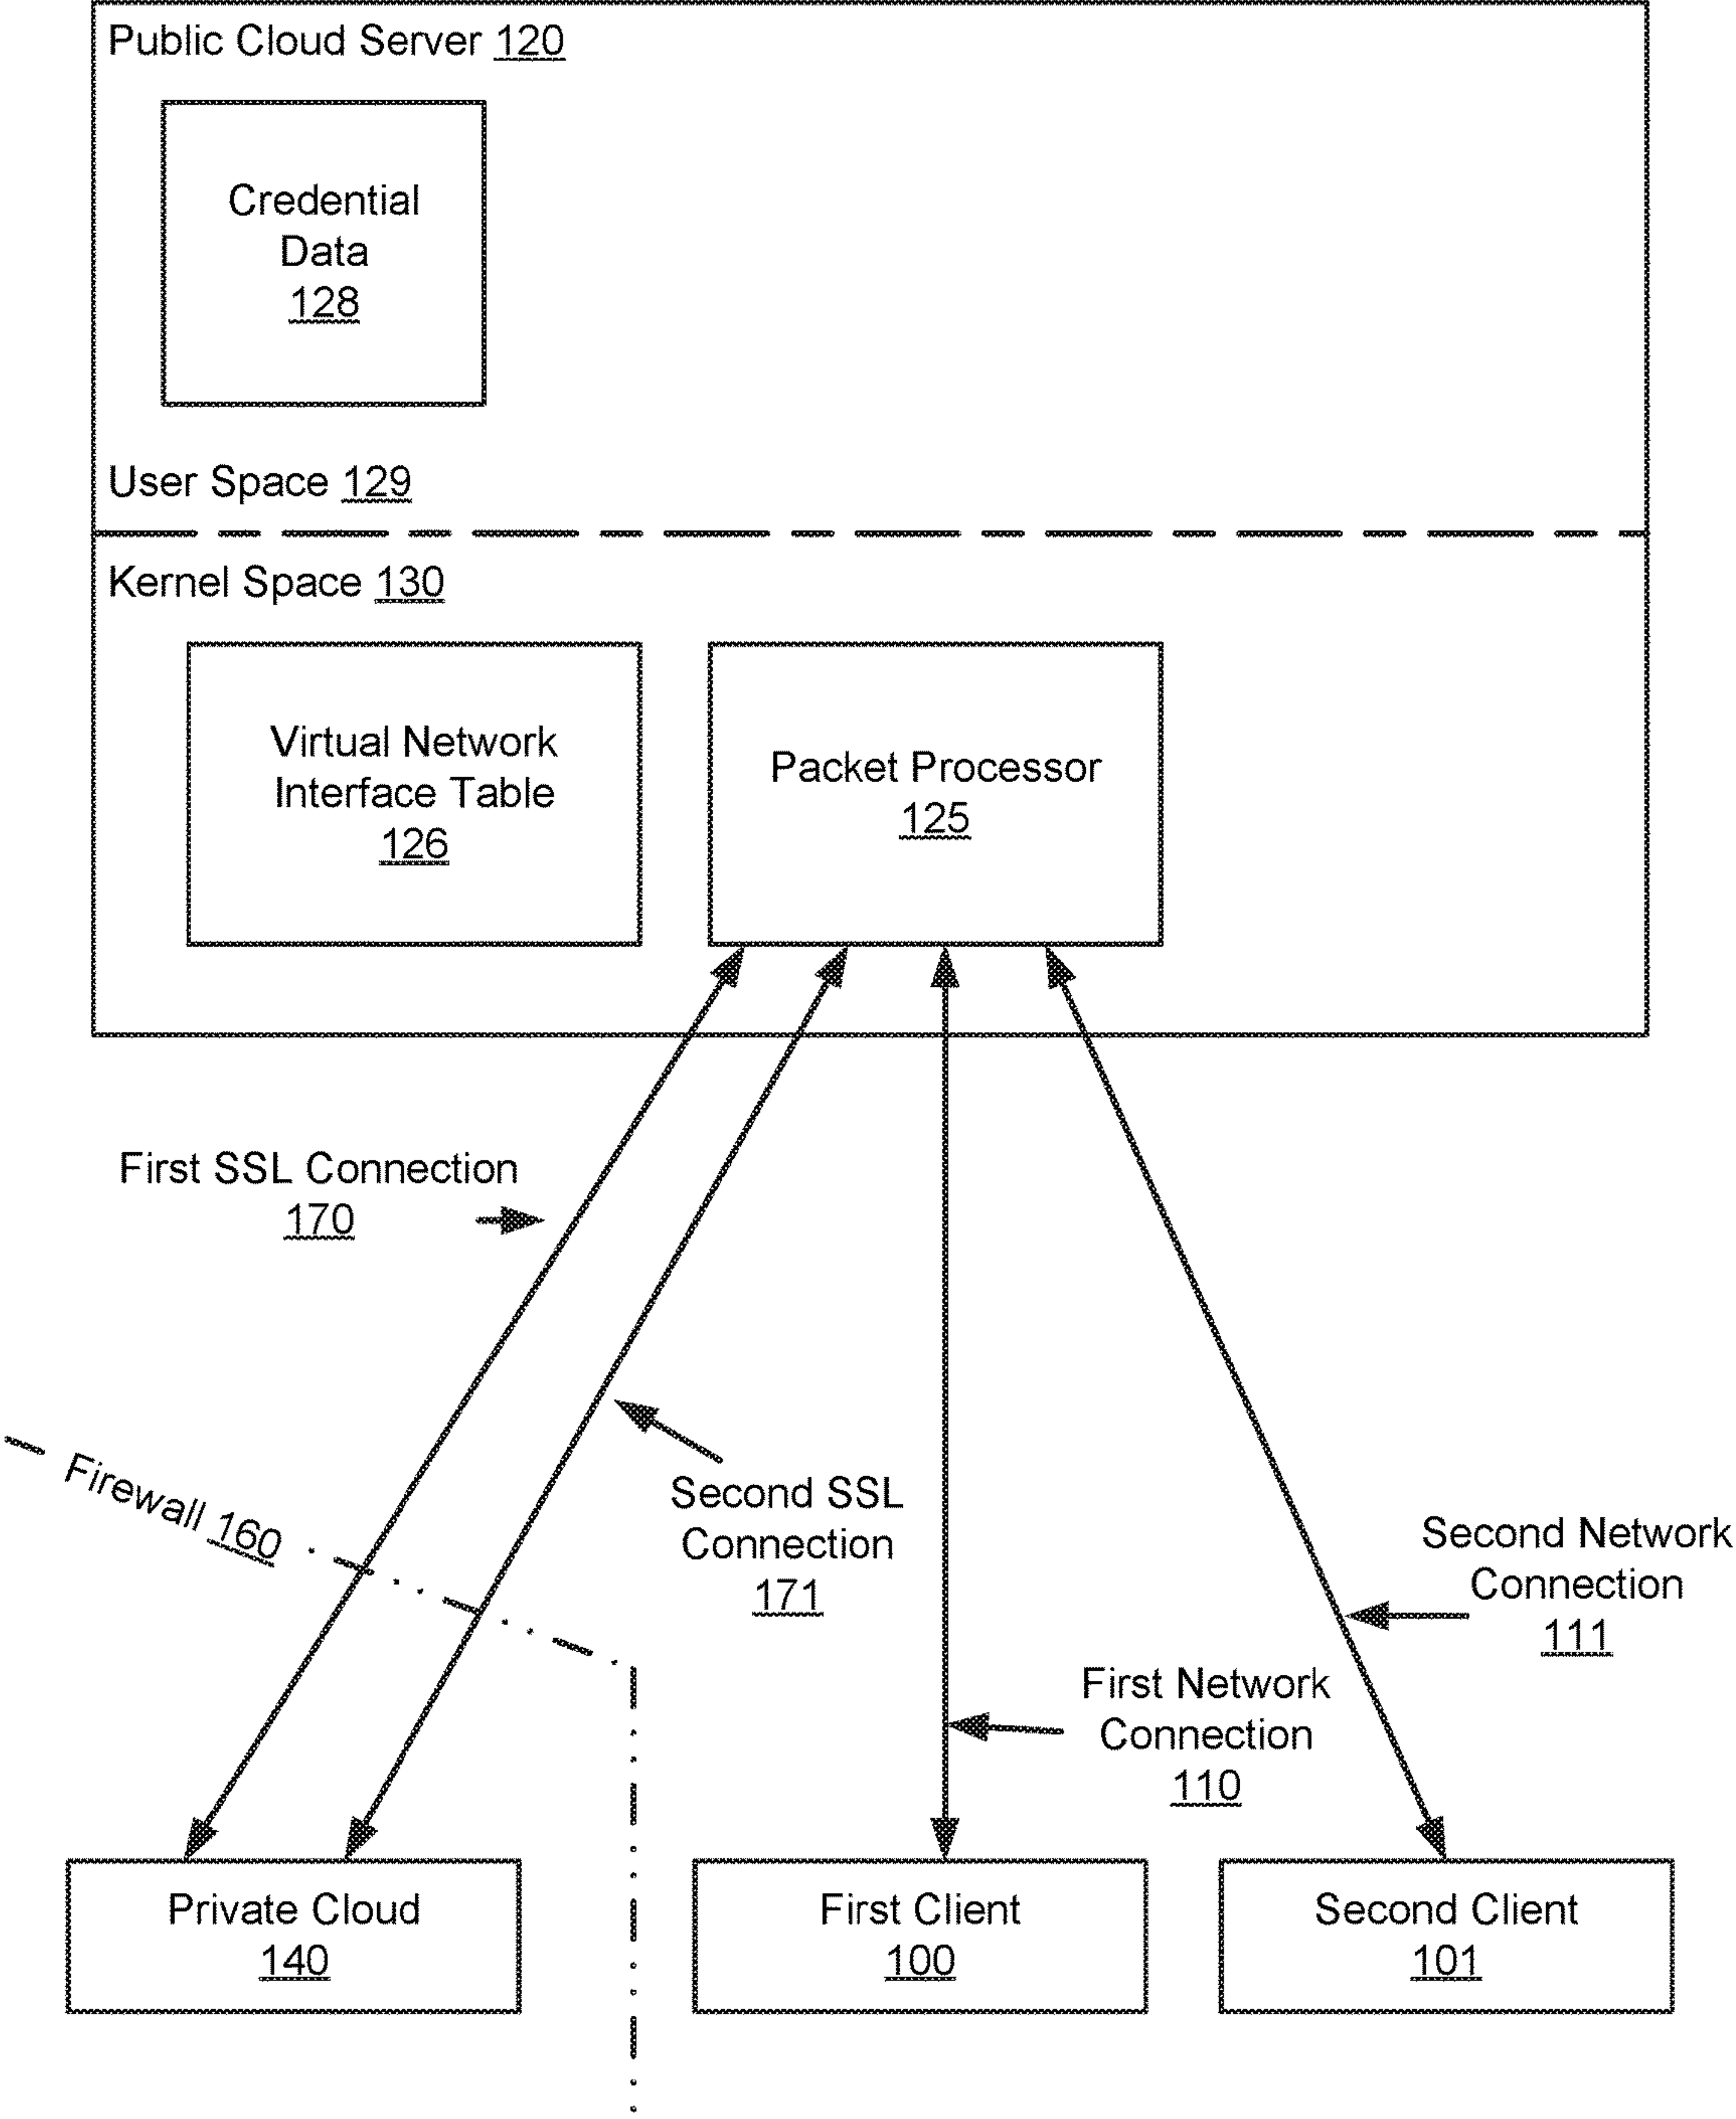 Public Cloud Server 120
Credential
Data
128
User Space 129
Kernel Space 130
Virtual Network
Interface Table
126
Packet Processor
125
First SSL Connection
170
Firewall 160
Second SSL
Connection
171
Second Network
Connection
111
First Network
Connection
110
Private Cloud
140
First Client
100
Second Client
101